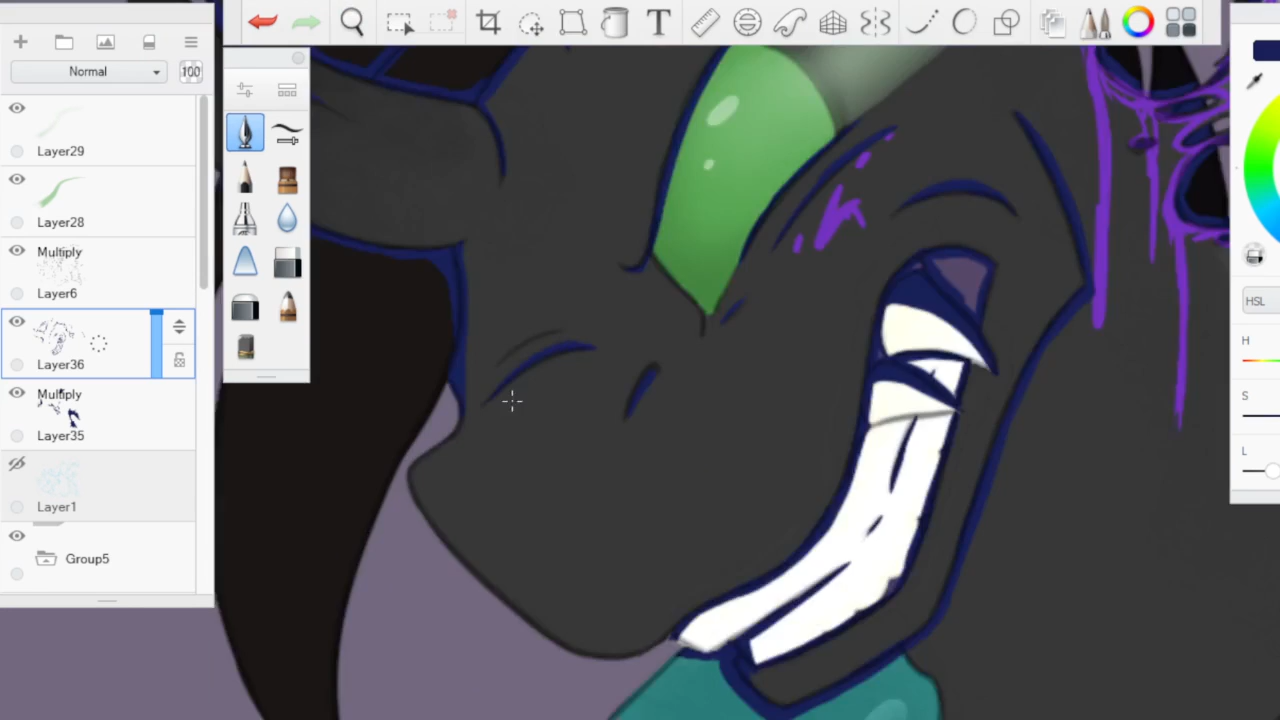 Normal
100
Layer29
Layer28
Multiply
Layer6
Layer36
Multiply
Layer35
Layer1
Group5
T
HSL
H
S
L